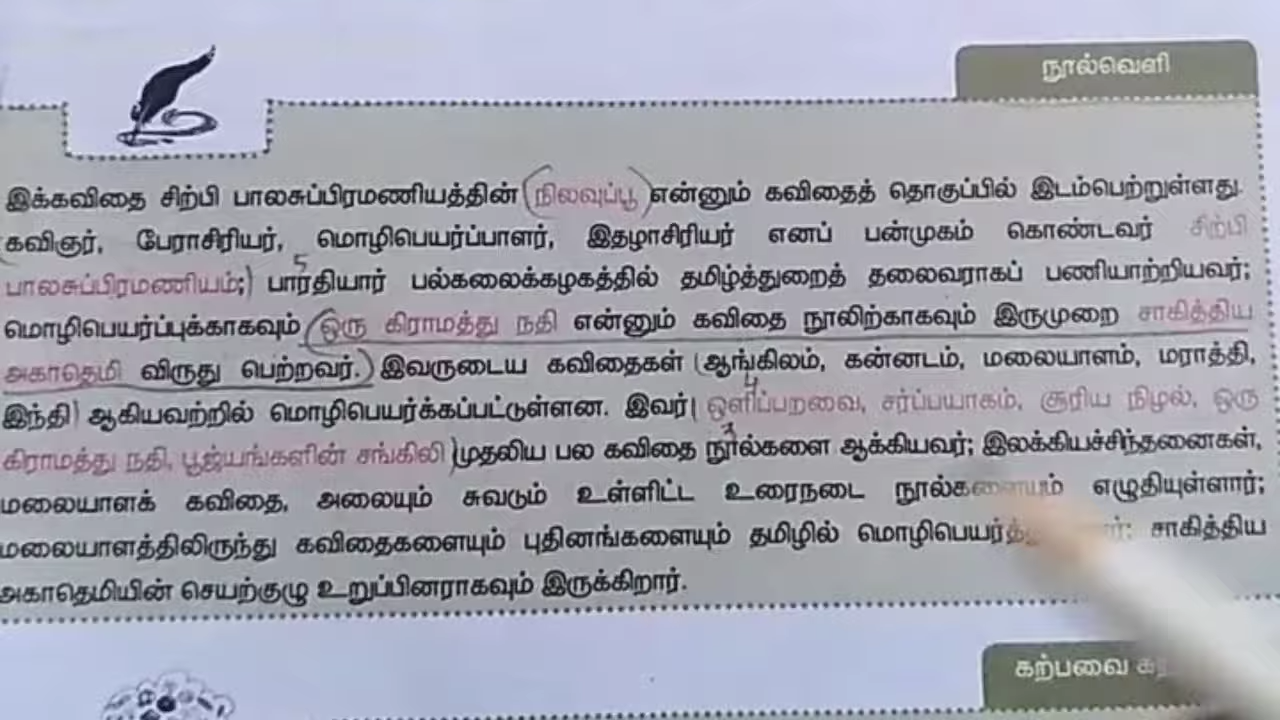 நூல்வெளி
இக்கவிதை சிற்பி பாலசுப்பிரமணியத்தின் நிலவுப்பூ என்னும் கவிதைத் தொகுப்பில் இடம்பெற்றுள்ளது.
கவிஞர், பேராசிரியர், மொழிபெயர்ப்பாளர், இதழாசிரியர் எனப் பன்முகம் கொண்டவர் சிற்பி
5
பாலசுப்பிரமணியம்; பாரதியார் பல்கலைக்கழகத்தில் தமிழ்த்துறைத் தலைவராகப் பணியாற்றியவர்;
மொழிபெயர்ப்புக்காகவும் ஒரு கிராமத்து நதி என்னும் கவிதை நூலிற்காகவும் இருமுறை சாகித்திய
அகாதெமி விருது பெற்றவர். இவருடைய கவிதைகள் (ஆங்கிலம், கன்னடம், மலையாளம், மராத்தி,
4
இந்தி) ஆகியவற்றில் மொழிபெயர்க்கப்பட்டுள்ளன. இவர் ஒளிப்பறவை, சர்ப்பயாகம், சூரிய நிழல், ஒரு
கிராமத்து நதி, பூஜ்யங்களின் சங்கிலி முதலிய பல கவிதை நூல்களை ஆக்கியவர்; இலக்கியச்சிந்தனைகள்,
மலையாளக் கவிதை, அலையும் சுவடும் உள்ளிட்ட உரைநடை நூல்களையும் எழுதியுள்ளார்;
மலையாளத்திலிருந்து கவிதைகளையும் புதினங்களையும் தமிழில் சாகித்திய
அகாதெமியின் செயற்குழு உறுப்பினராகவும் இருக்கிறார்.
கற்பவை